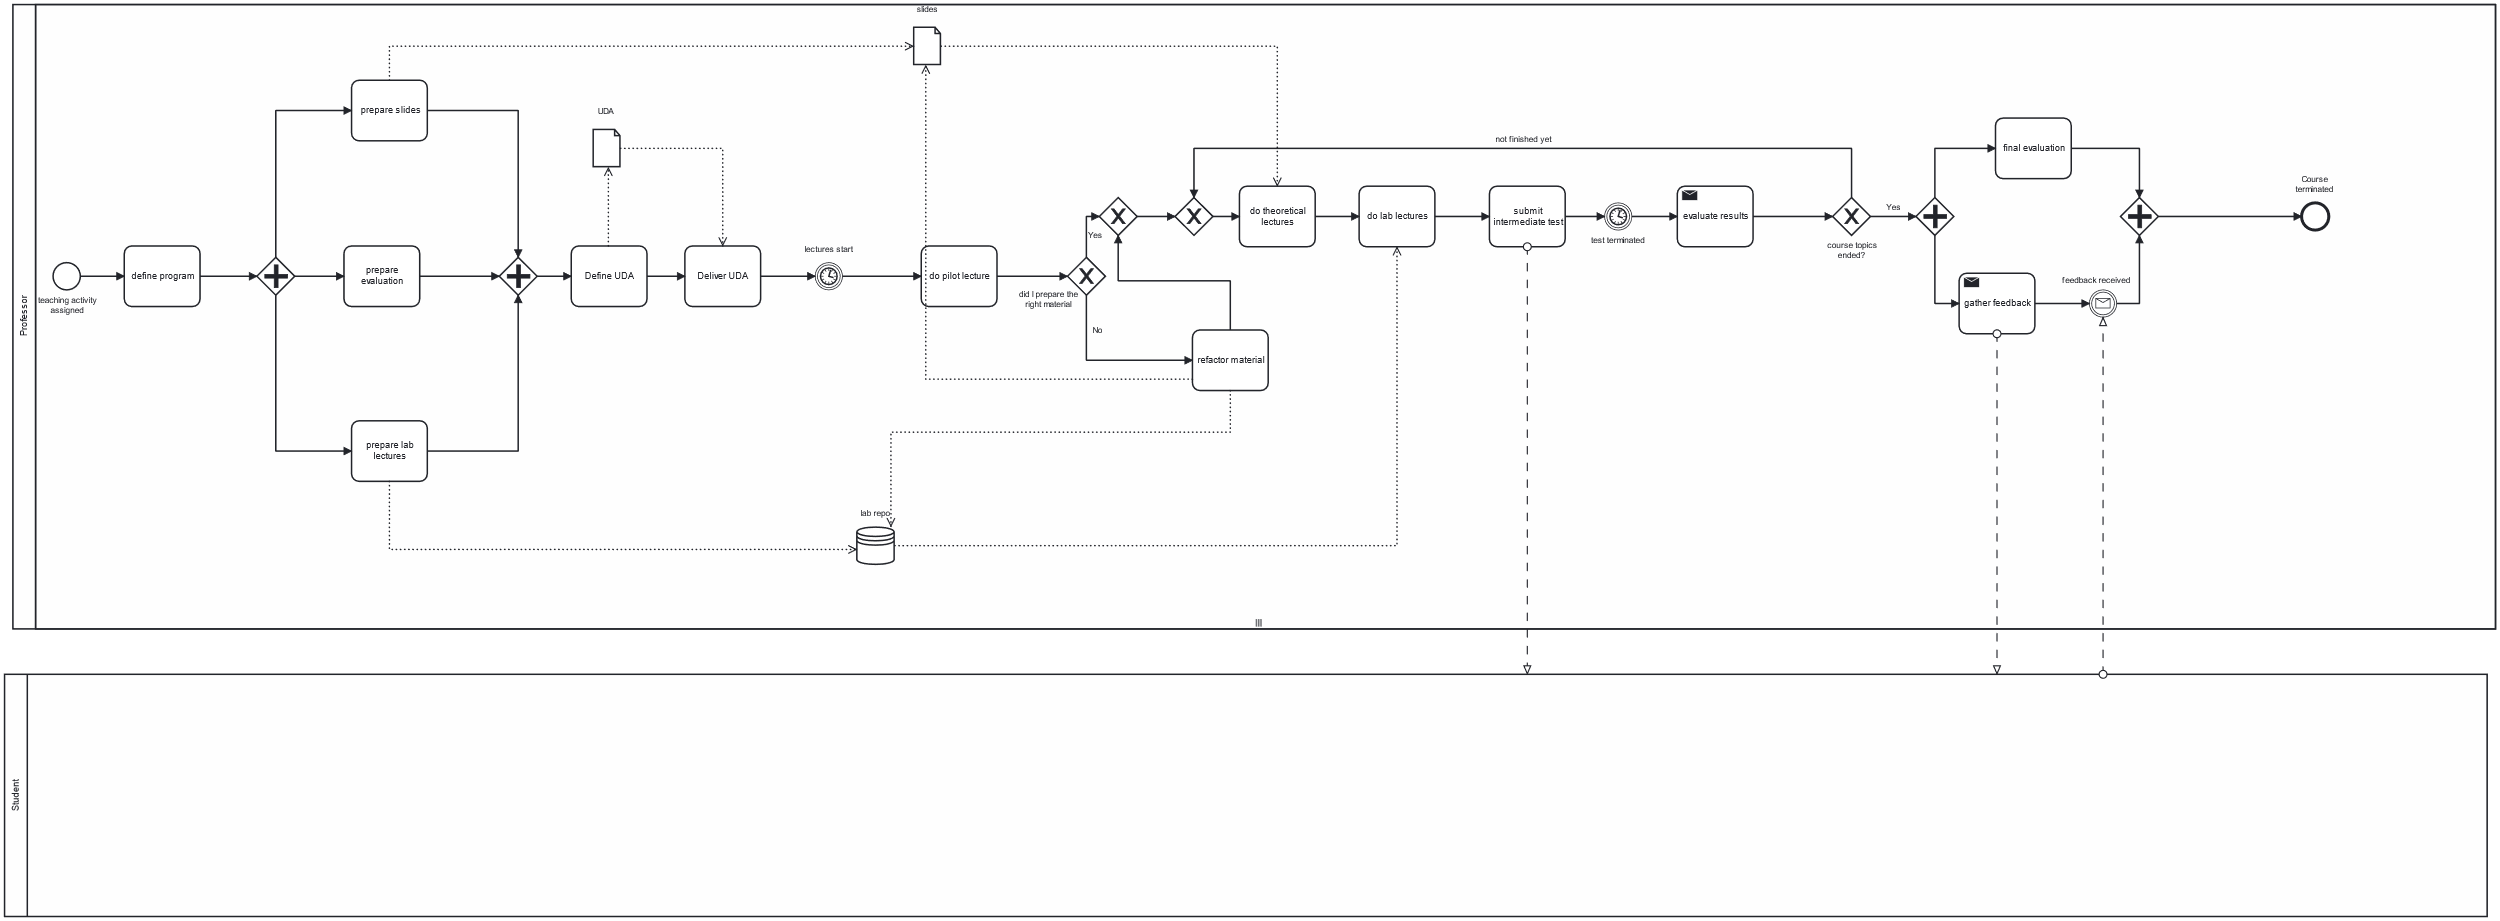 slides
prepare slides
UDA
not finished yet
final evaluation
Course
terminated
do theoretical
lectures
do lab lectures
submit
intermediate test
evaluate results
Yes
Yes
test terminated
course topics
ended?
lectures start
define program
prepare
evaluation
Define UDA
Deliver UDA
do pilot lecture
teaching activity
assigned
did I prepare the
right material
No
feedback received
gather feedback
Professor
refactor material
prepare lab
lectures
lab repo
Student